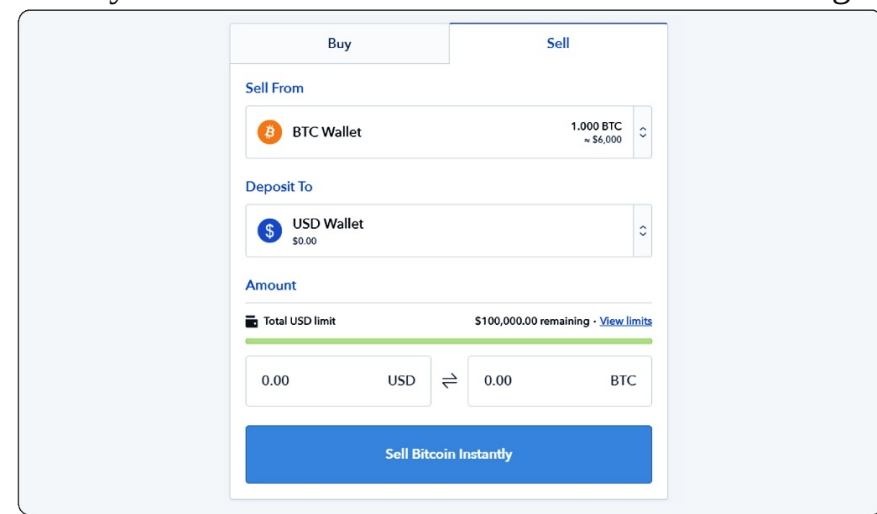 Buy
Sell
Sell From
BTC Wallet
1.000 BTC
≈ $6,000
Deposit To
USD Wallet
$0.00
Amount
Total USD limit
$100,000.00 remaining · View limits
0.00 USD ⇌ 0.00 BTC
Sell Bitcoin Instantly